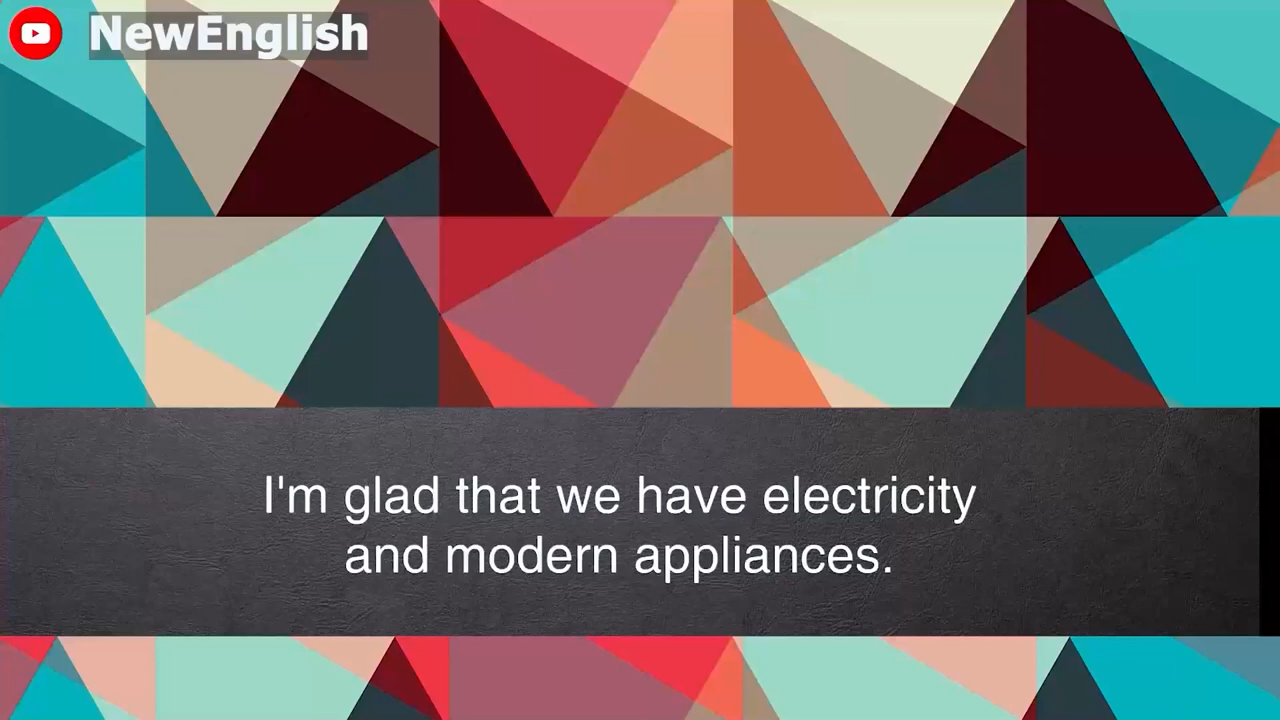 NewEnglish
I'm glad that we have electricity
and modern appliances.